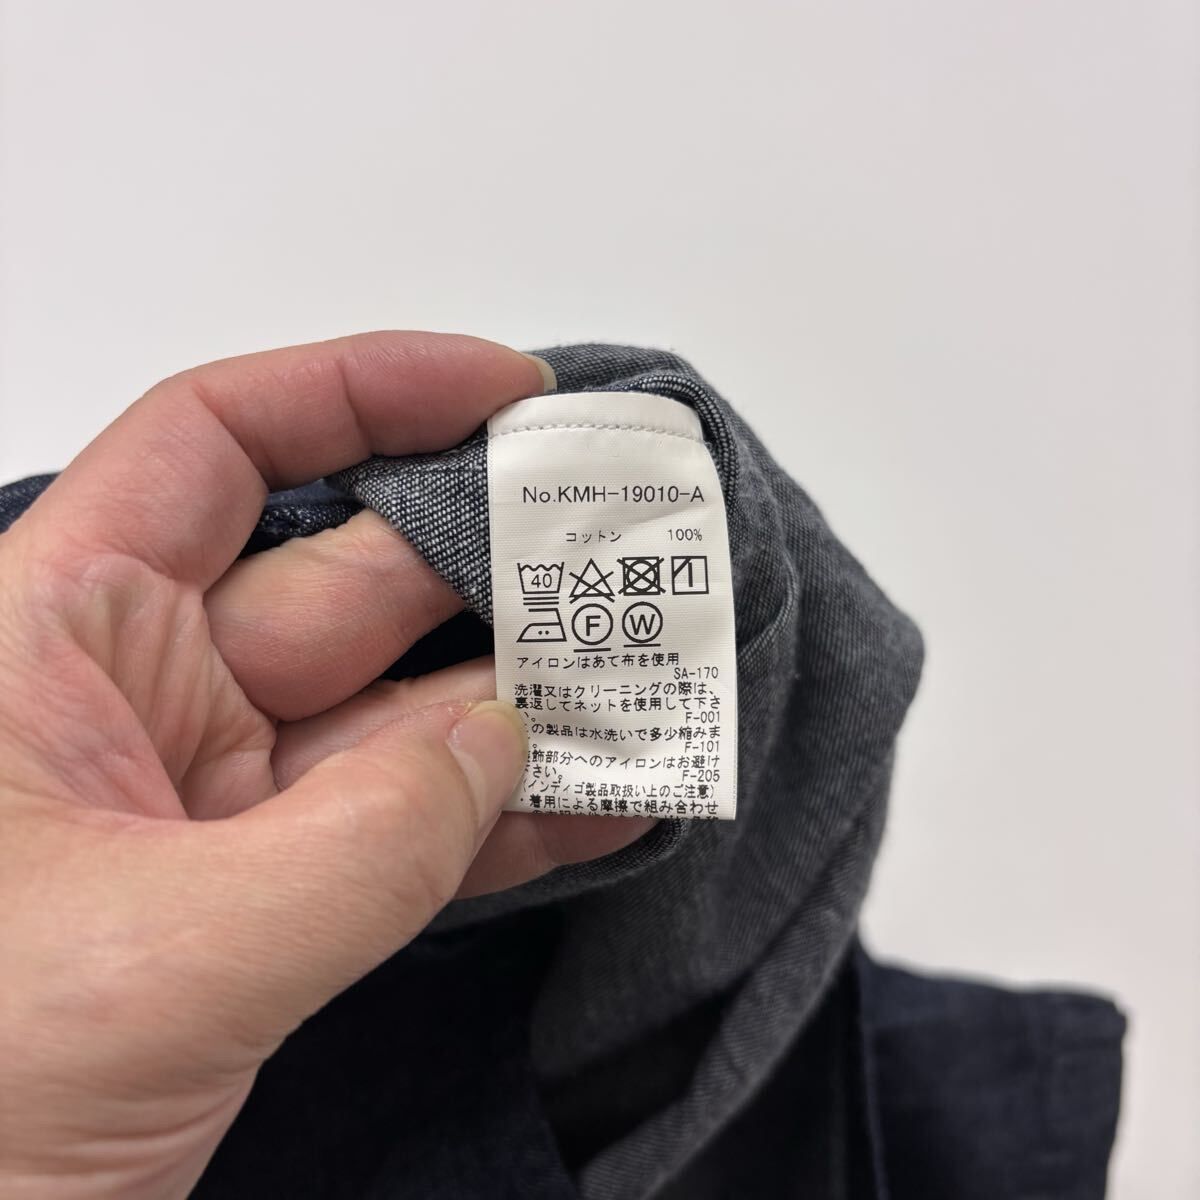 No.KMH-19010-A
コットン 100%
40
F W
アイロンはあて布を使用
SA-170
洗濯又はクリーニングの際は、
裏返してネットを使用して下さ
い。 F-001
の製品は水洗いで多少縮みま
。 F-101
飾部分へのアイロンはお避け
下さい。 F-205
(インディゴ製品取扱い上のご注意)
・着用による摩擦で組み合わせ